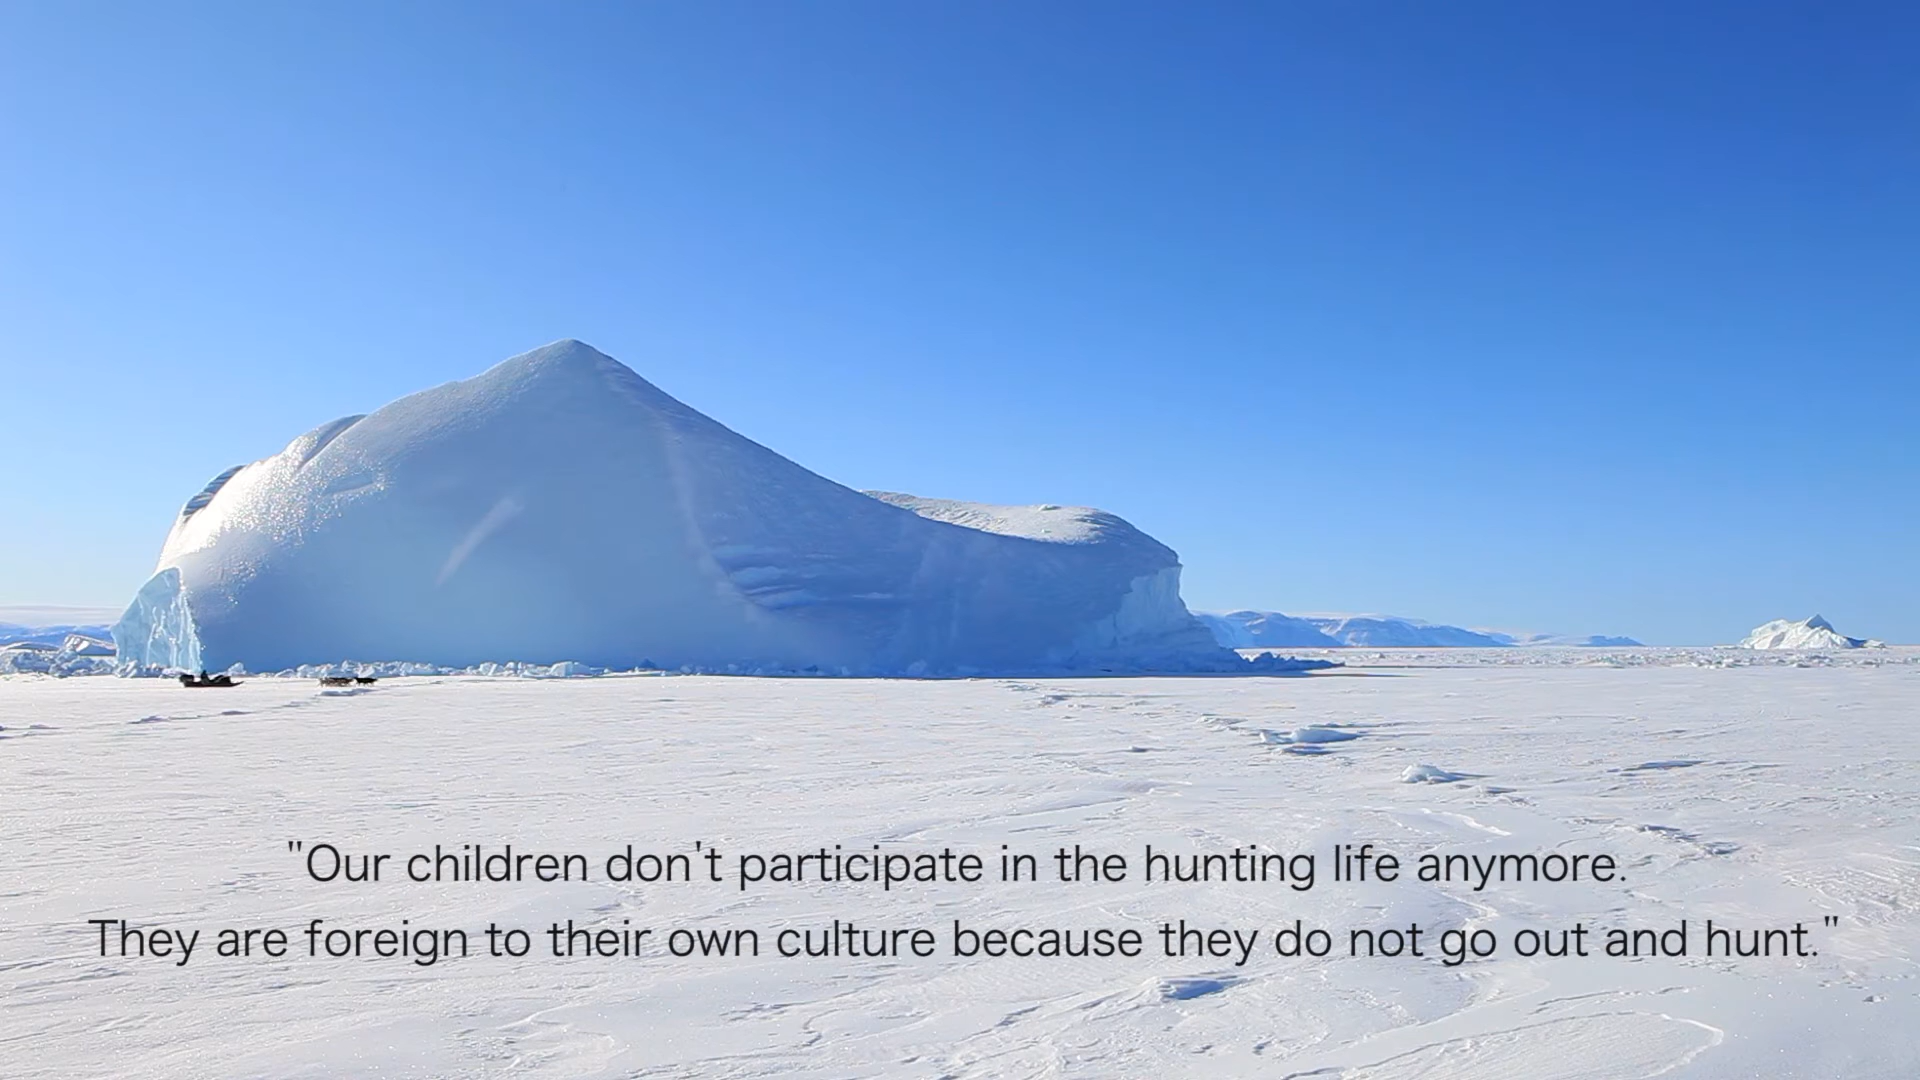 "Our children don't participate in the hunting life anymore.
They are foreign to their own culture because they do not go out and hunt."